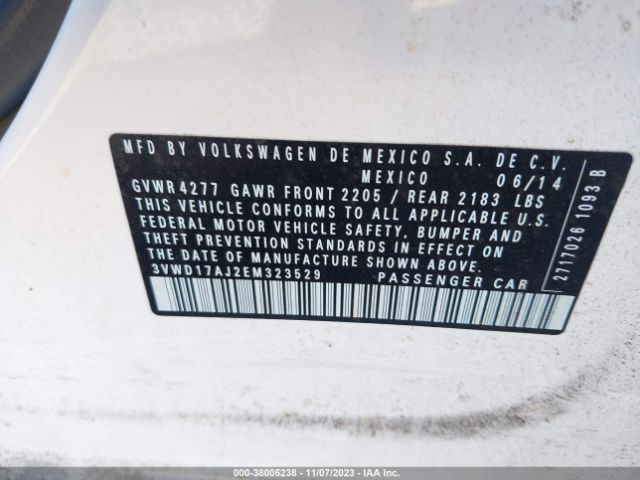 MFD BY VOLKSWAGEN DE MEXICO S.A. DE C.V.
MEXICO 06/14
GVWR 4277 GAWR FRONT 2205 / REAR 2183 LBS
THIS VEHICLE CONFORMS TO ALL APPLICABLE U.S.
FEDERAL MOTOR VEHICLE SAFETY, BUMPER AND
THEFT PREVENTION STANDARDS IN EFFECT ON
THE DATE OF MANUFACTURE SHOWN ABOVE
3VWD17AJ2EM323529 PASSENGER CAR
2717026 1093 B
000-38005238 - 11/07/2023 - IAA Inc.